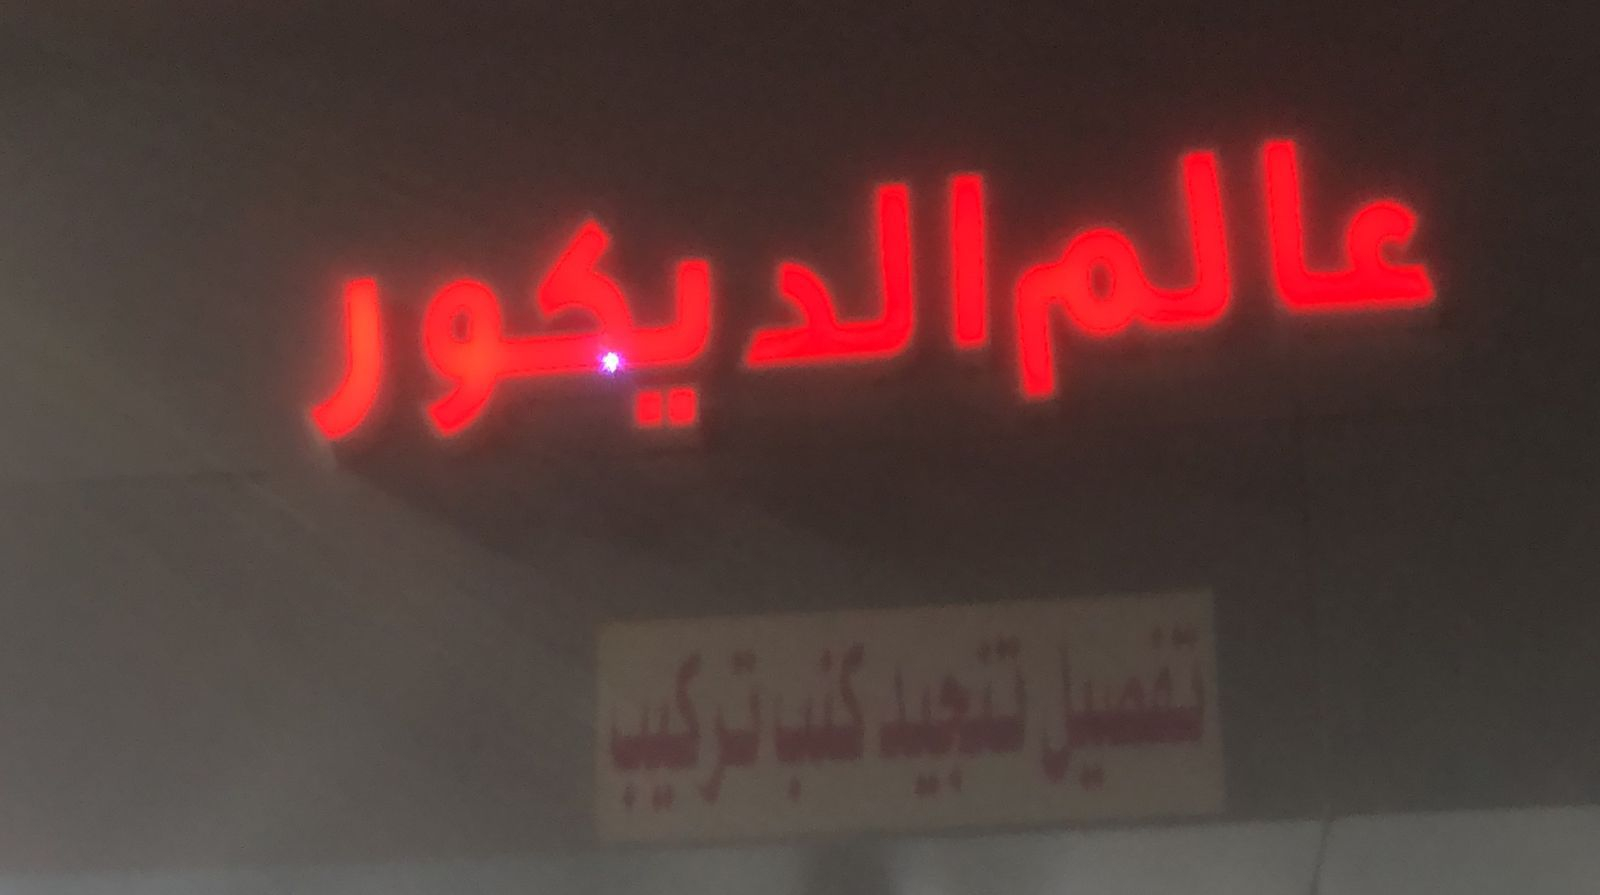 عالم الديكور
تفصيل تنجيد كنب تركيب